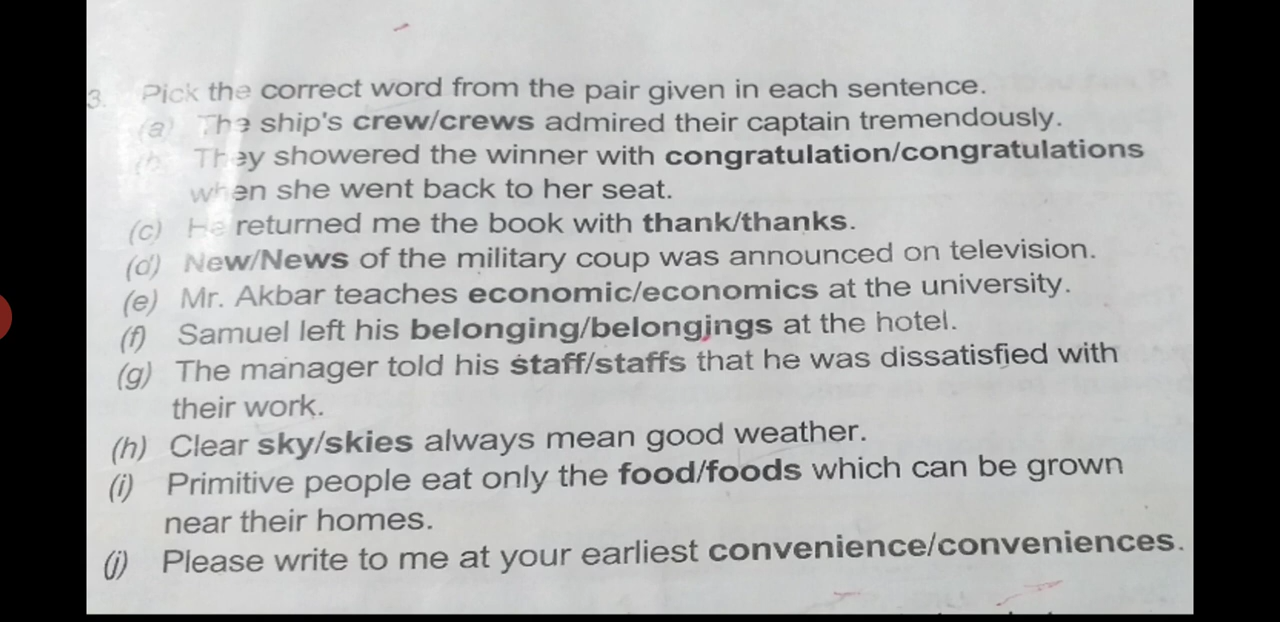 3. Pick the correct word from the pair given in each sentence.
(a) The ship's crew/crews admired their captain tremendously.
(b They showered the winner with congratulation/congratulations
when she went back to her seat.
(c) He returned me the book with thank/thanks.
(d) New/News of the military coup was announced on television.
(e) Mr. Akbar teaches economic/economics at the university.
(f) Samuel left his belonging/belongings at the hotel.
(g) The manager told his staff/staffs that he was dissatisfied with
their work.
(h) Clear sky/skies always mean good weather.
(i) Primitive people eat only the food/foods which can be grown
near their homes.
(j) Please write to me at your earliest convenience/conveniences.